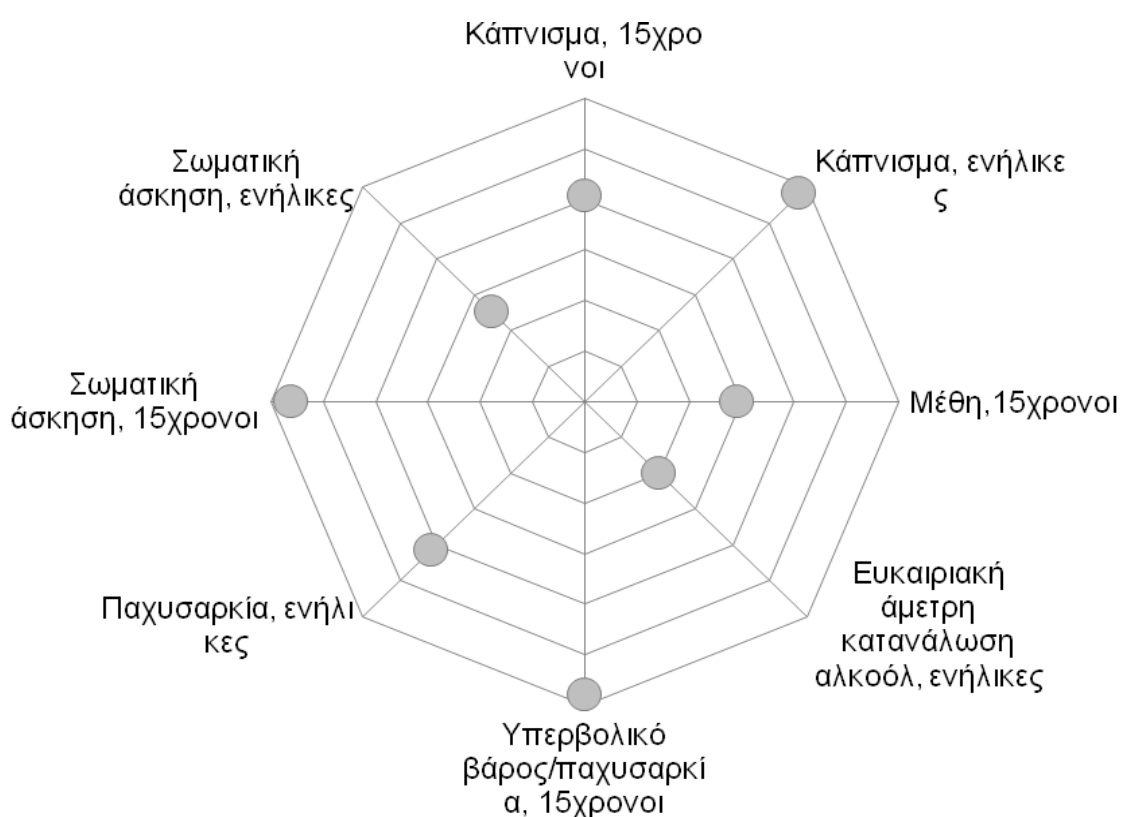 Κάπνισμα, 15χρο
νοι
Κάπνισμα, ενήλικε
ς
Μέθη,15χρονοι
Ευκαιριακή
άμετρη
κατανάλωση
αλκοόλ, ενήλικες
Υπερβολικό
βάρος/παχυσαρκί
α, 15χρονοι
Παχυσαρκία, ενήλι
κες
Σωματική
άσκηση, 15χρονοι
Σωματική
άσκηση, ενήλικες